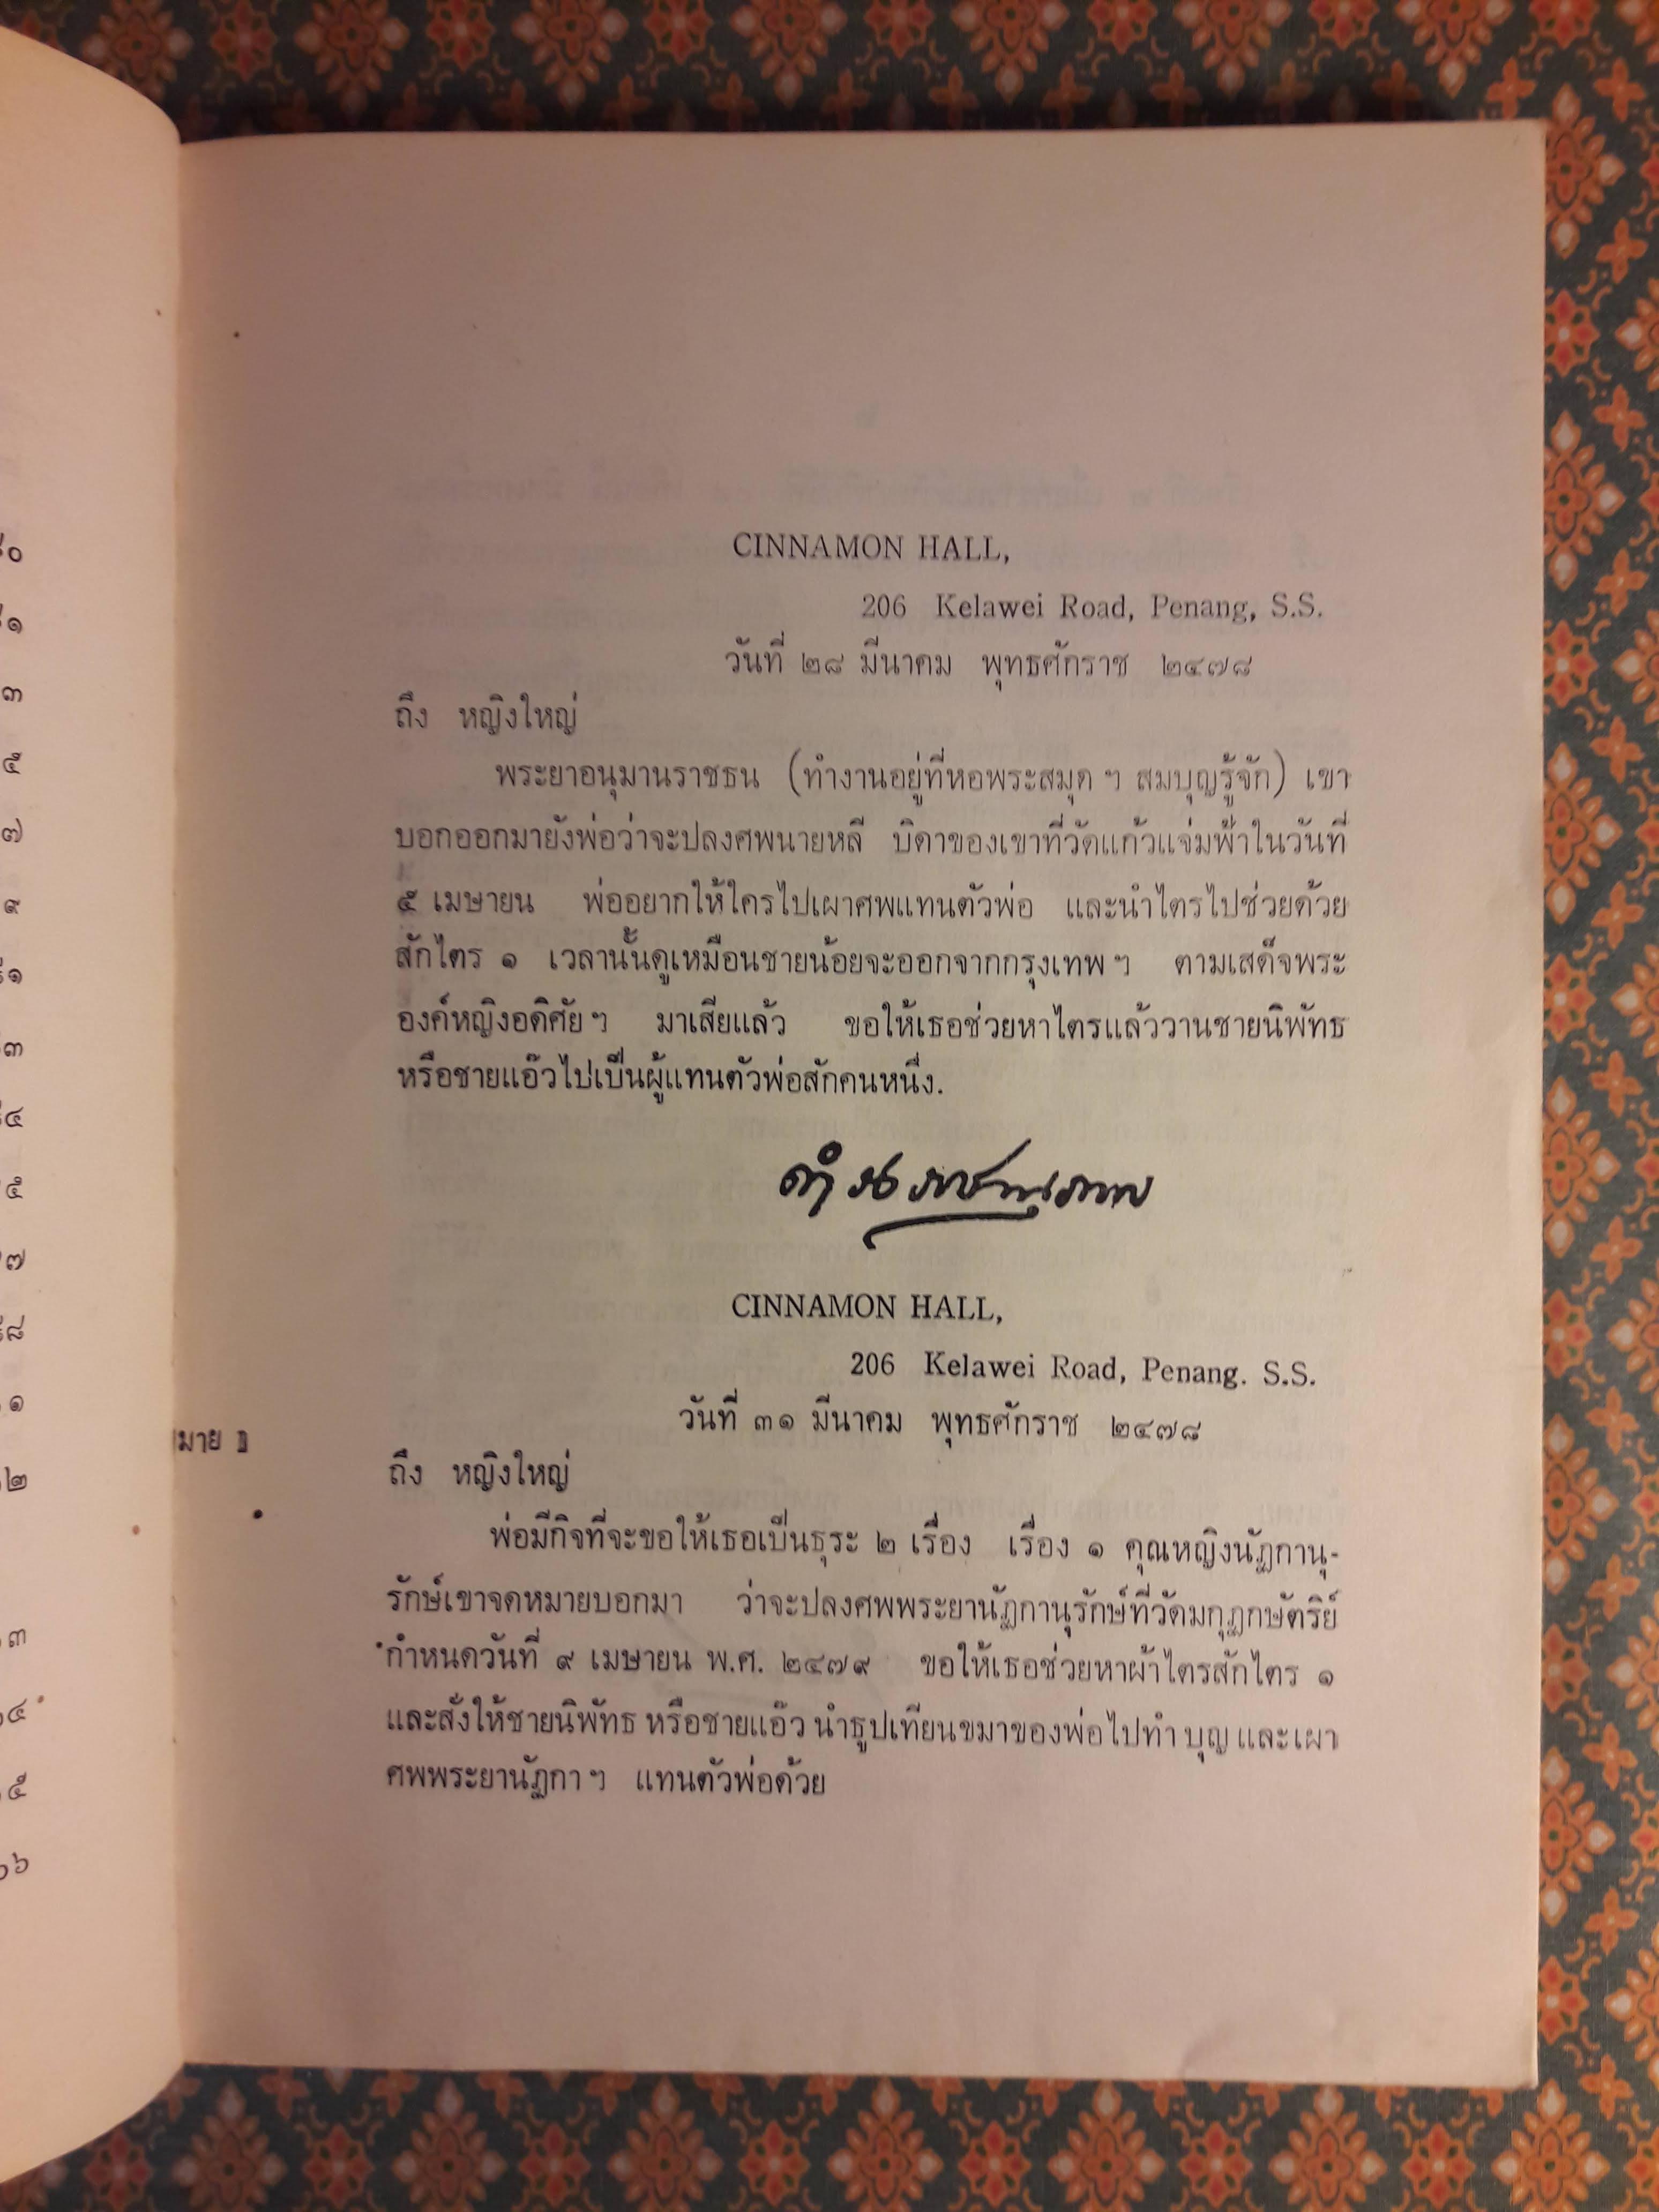 CINNAMON HALL,
206 Kelawei Road, Penang, S.S.
วันที่ ๒๘ มีนาคม พุทธศักราช ๒๔๗๘
ถึง หญิงใหญ่
พระยาอนุมานราชธน (ทำงานอยู่ที่หอพระสมุด ฯ สมบุญรู้จัก) เขา
บอกออกมายังพ่อว่าจะปลงศพนายหลี บิดาของเขาที่วัดแก้วแจ่มฟ้าในวันที่
๕ เมษายน พ่ออยากให้ใครไปเผาศพแทนตัวพ่อ และนำไตรไปช่วยด้วย
สักไตร ๑ เวลานั้นดูเหมือนชายน้อยจะออกจากกรุงเทพ ฯ ตามเสด็จพระ
องค์หญิงอดิศัย ฯ มาเสียแล้ว ขอให้เธอช่วยหาไตรแล้ววานชายนิพัทธ
หรือชายแอ๊วไปเป็นผู้แทนตัวพ่อสักคนหนึ่ง.
ดำรงราชานุภาพ
CINNAMON HALL,
206 Kelawei Road, Penang. S.S.
วันที่ ๓๑ มีนาคม พุทธศักราช ๒๔๗๘
ถึง หญิงใหญ่
พ่อมีกิจที่จะขอให้เธอเป็นธุระ ๒ เรื่อง เรื่อง ๑ คุณหญิงนัฏกานุ-
รักษ์เขาจดหมายบอกมา ว่าจะปลงศพพระยานัฏกานุรักษ์ที่วัดมกุฏกษัตริย์
กำหนดวันที่ ๙ เมษายน พ.ศ. ๒๔๗๙ ขอให้เธอช่วยหาผ้าไตรสักไตร ๑
และสั่งให้ชายนิพัทธ หรือชายแอ๊ว นำธูปเทียนขมาของพ่อไปทำบุญและเผา
ศพพระยานัฏกา ฯ แทนตัวพ่อด้วย